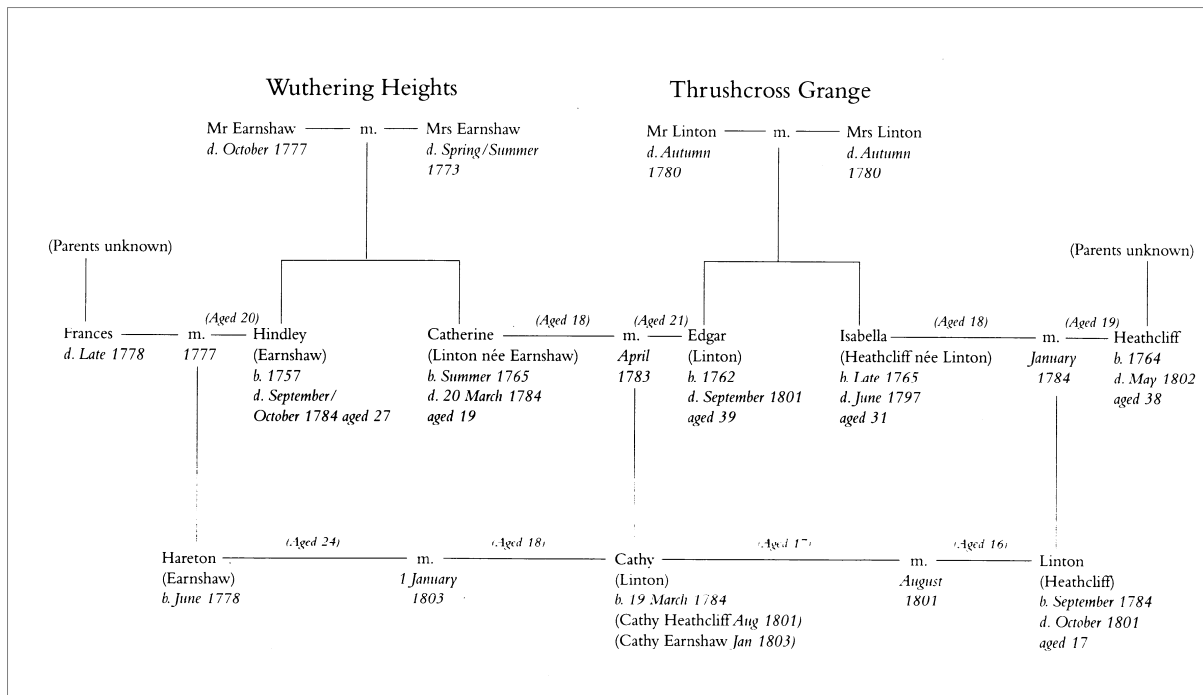 Wuthering Heights
Thrushcross Grange
Mr Earnshaw
m.
Mrs Earnshaw
d. October 1777
d. Spring/Summer
1773
Mr Linton
m.
Mrs Linton
d. Autumn
1780
d. Autumn
1780
(Parents unknown)
(Parents unknown)
Frances
d. Late 1778
m.
1777
(Aged 20)
Hindley
(Earnshaw)
b. 1757
d. September/
October 1784 aged 27
Catherine
(Linton née Earnshaw)
b. Summer 1765
d. 20 March 1784
aged 19
(Aged 18)
m.
April
1783
(Aged 21)
Edgar
(Linton)
b. 1762
d. September 1801
aged 39
Isabella
(Heathcliff née Linton)
b. Late 1765
d. June 1797
aged 31
(Aged 18)
m.
January
1784
(Aged 19)
Heathcliff
b. 1764
d. May 1802
aged 38
Hareton
(Earnshaw)
b. June 1778
(Aged 24)
m.
1 January
1803
(Aged 18)
Cathy
(Linton)
b. 19 March 1784
(Cathy Heathcliff Aug 1801)
(Cathy Earnshaw Jan 1803)
(Aged 17)
m.
August
1801
(Aged 16)
Linton
(Heathcliff)
b. September 1784
d. October 1801
aged 17